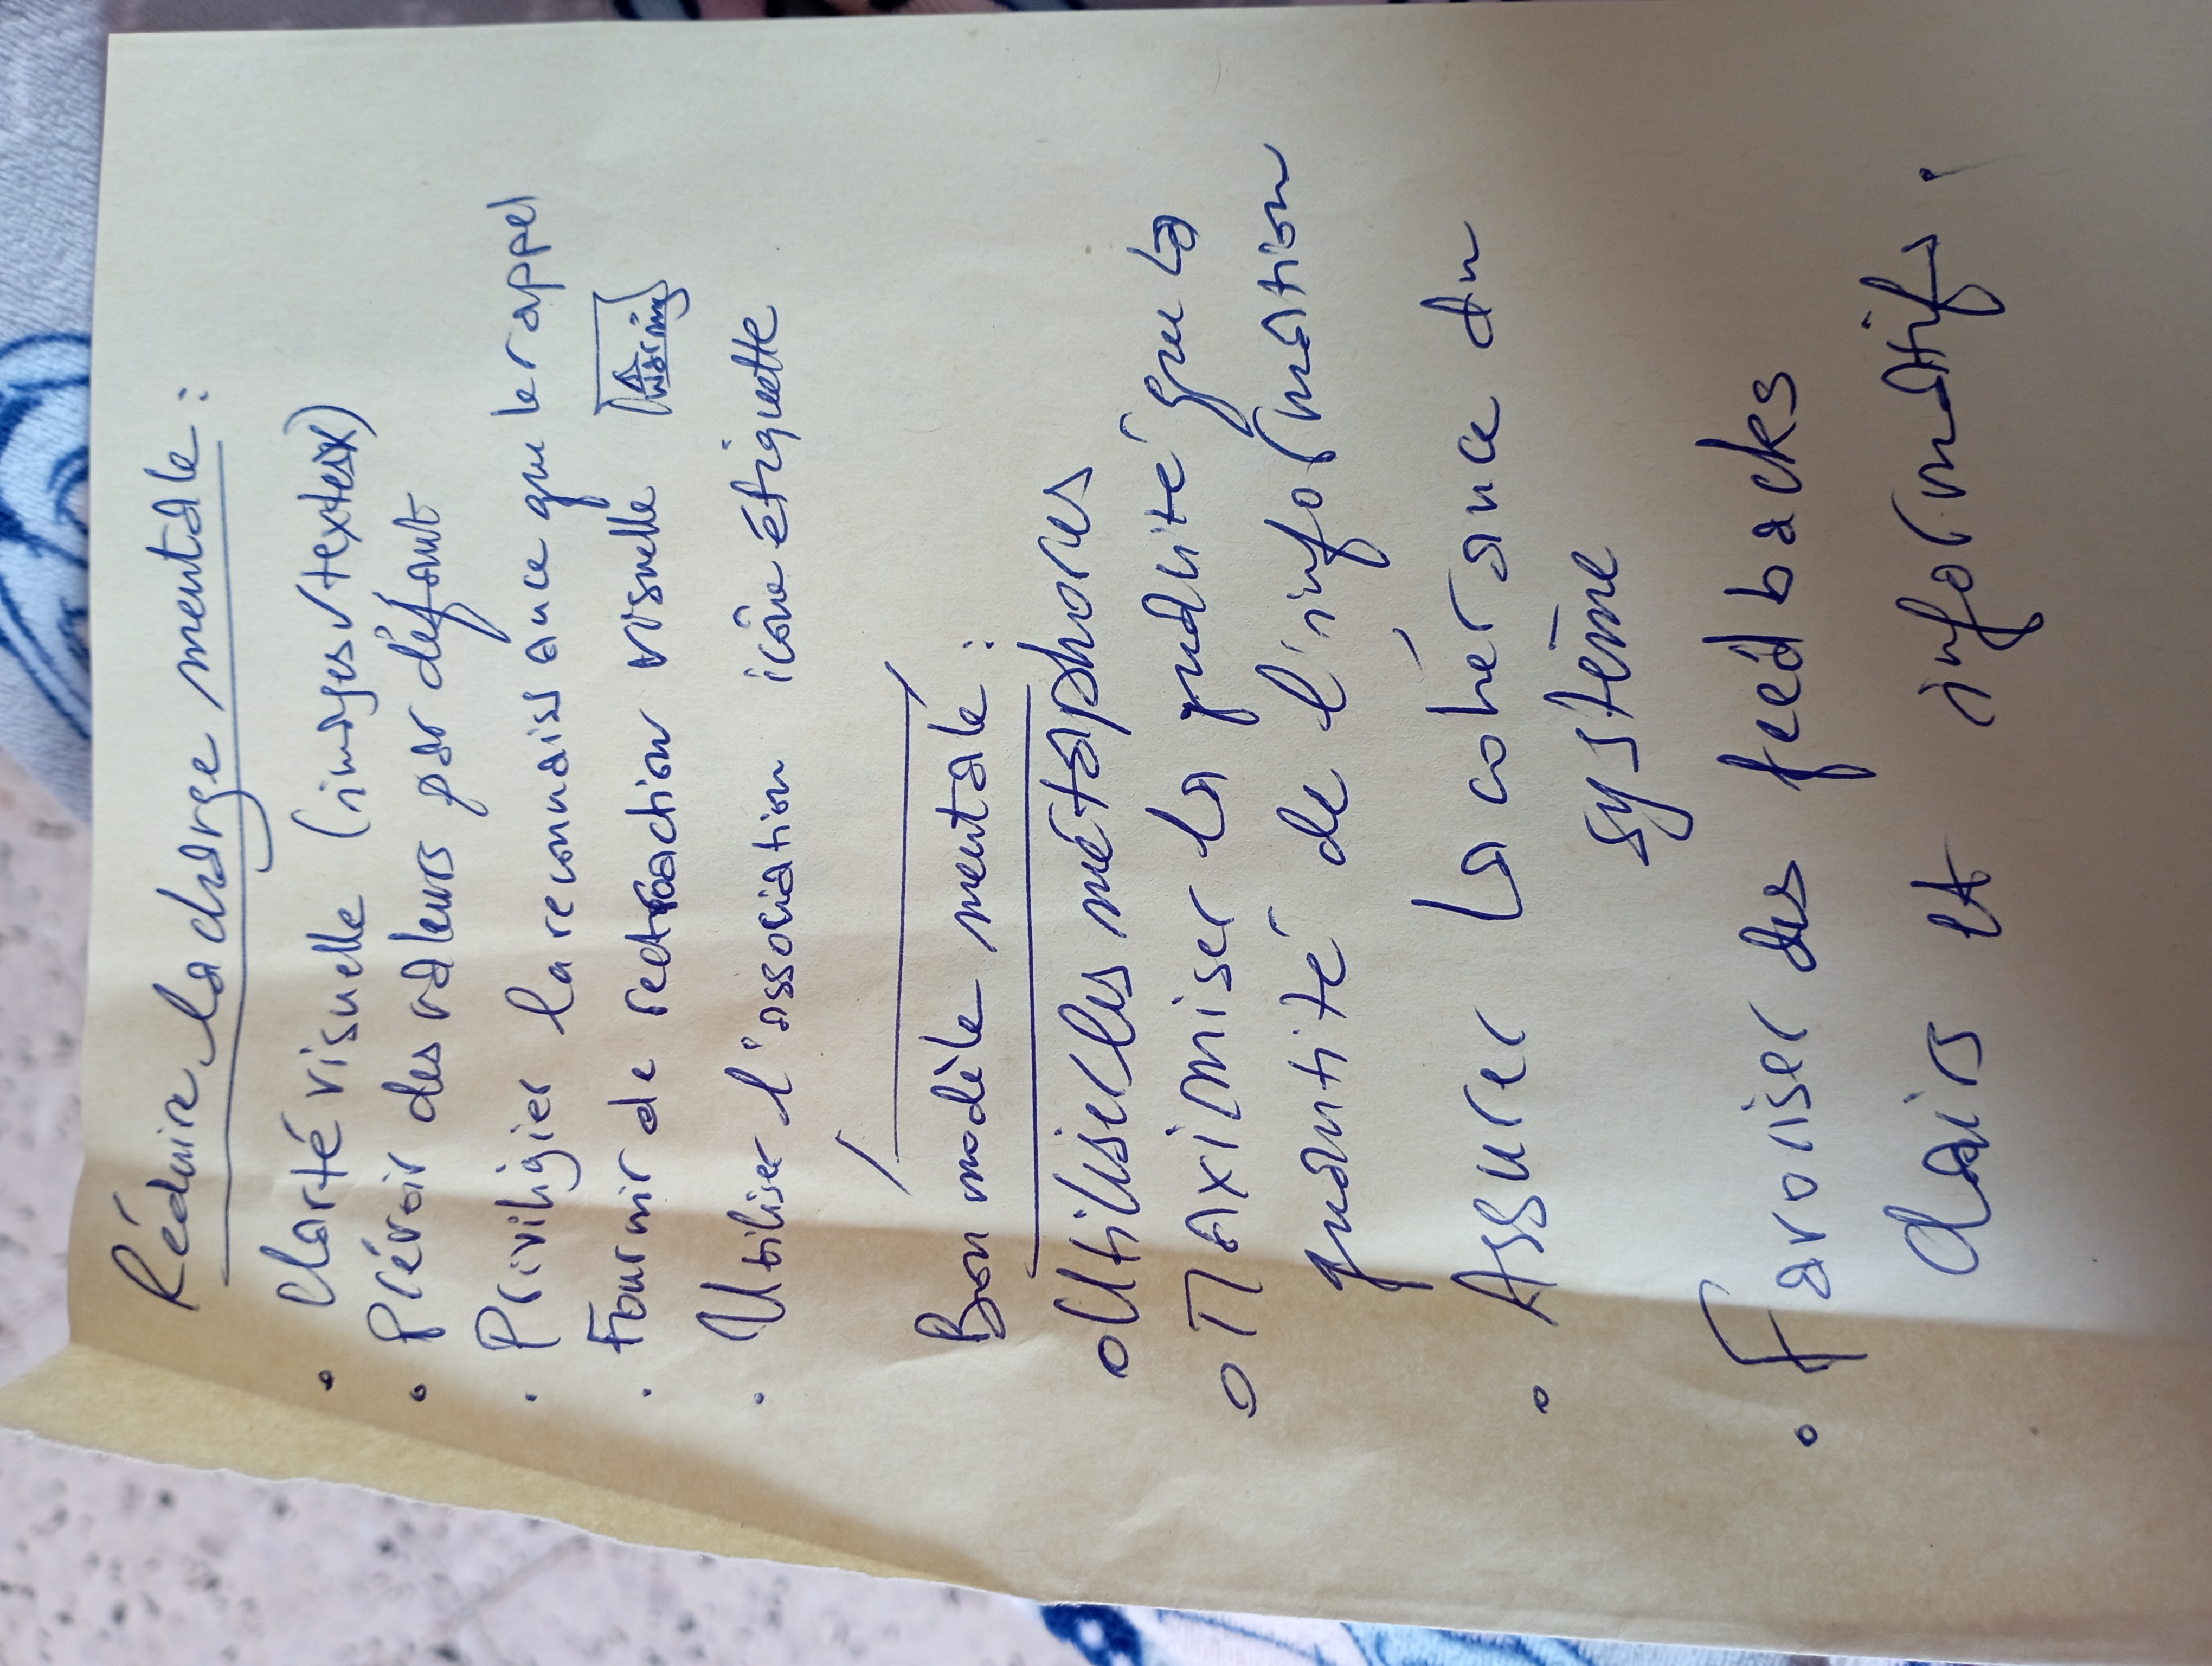 Réduire la charge mentale :
• Clarté visuelle (images √ textes X)
• Prévoir des valeurs par défaut
• Priviligier la reconnaissance que le rappel
• Fournir de rectroaction visuelle Warning
• Utiliser l'association icône étiquette
Bon modèle mentale :
• Utiliser les métaphores
• Maximiser la qualité que la
quantité de l'information
• Assurer la cohérance du
système
• Favoriser des feedbacks
clairs et informatifs.